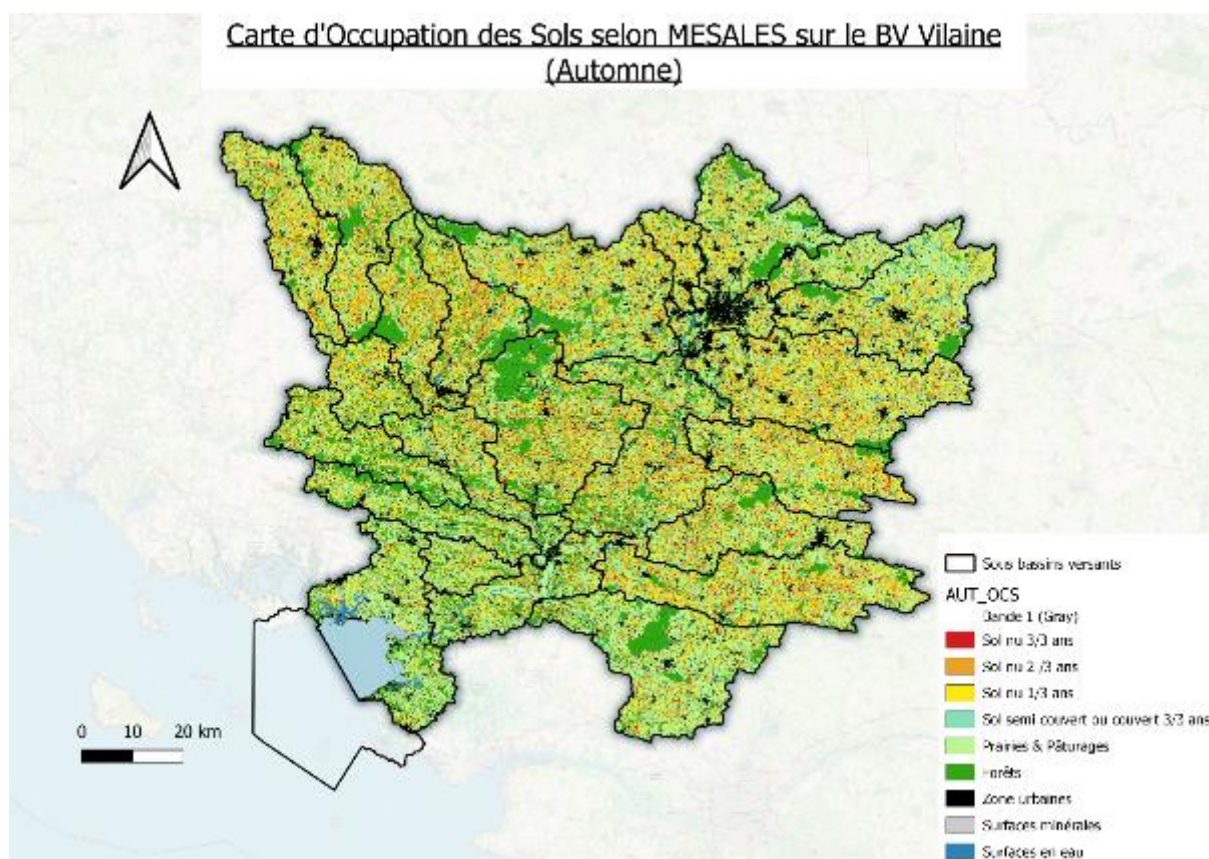 Carte d'Occupation des Sols selon MESALES sur le BV Vilaine
(Automne)
0 10 20 km
Sous bassins versants
AUT_OCS
Bande 1 (Gray)
Sol nu 3/3 ans
Sol nu 2 /3 ans
Sol nu 1/3 ans
Sol semi couvert ou couvert 3/3 ans
Prairies & Pâturages
Forêts
Zone urbaines
Surfaces minérales
Surfaces en eau